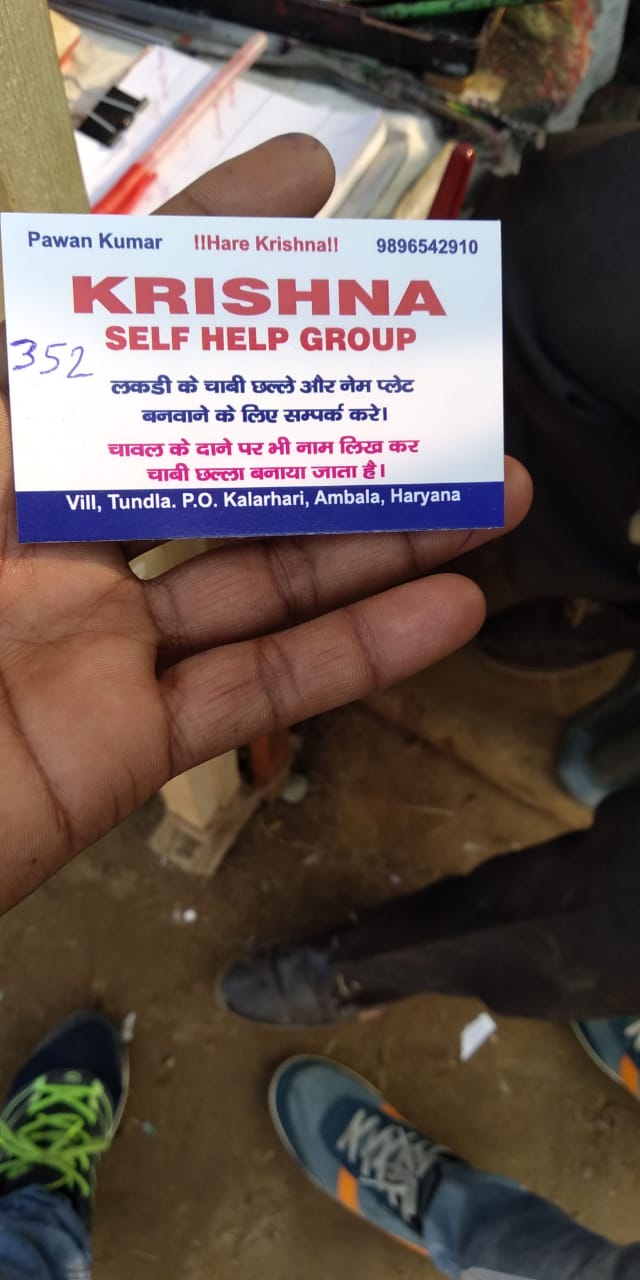 Pawan Kumar !!Hare Krishna!! 9896542910
KRISHNA
SELF HELP GROUP
352
लकडी के चाबी छल्ले और नेम प्लेट
बनवाने के लिए सम्पर्क करे।
चावल के दाने पर भी नाम लिख कर
चाबी छल्ला बनाया जाता है।
Vill, Tundla. P.O. Kalarhari, Ambala, Haryana